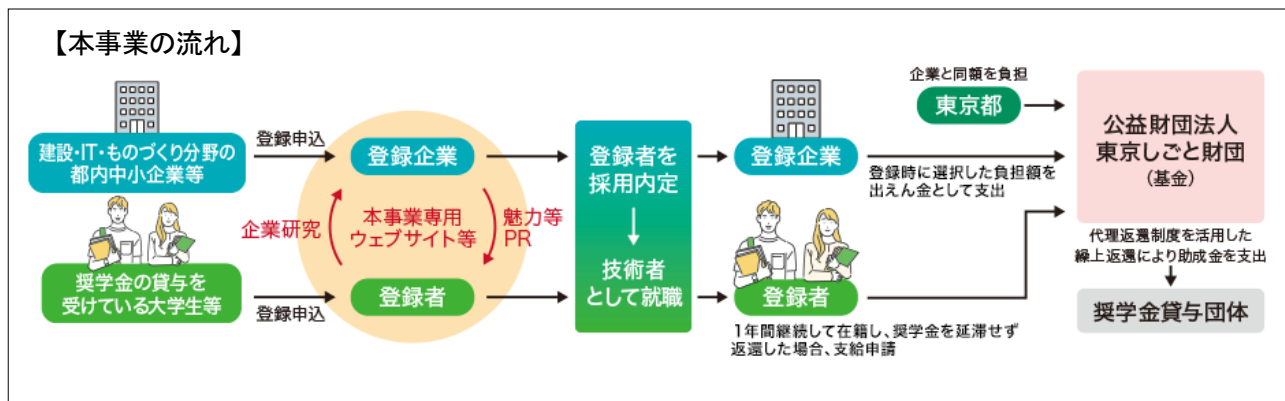 【本事業の流れ】
建設・IT・ものづくり分野の
都内中小企業等
奨学金の貸与を
受けている大学生等
登録申込
登録申込
登録企業
企業研究
本事業専用
ウェブサイト等
魅力等
PR
登録者
登録者を
採用内定
技術者
として就職
登録企業
登録時に選択した負担額を
出えん金として支出
登録者
1年間継続して在籍し、奨学金を延滞せず
返還した場合、支給申請
企業と同額を負担
東京都
公益財団法人
東京しごと財団
（基金）
代理返還制度を活用した
繰上返還により助成金を支出
奨学金貸与団体